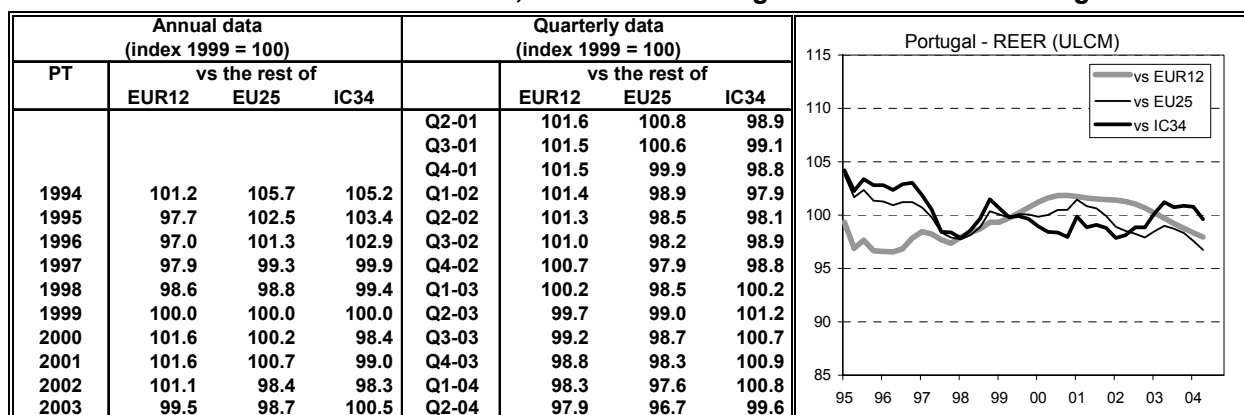 Annual data Quarterly data
(index 1999 = 100) (index 1999 = 100)
PT vs the rest of vs the rest of
EUR12 EU25 IC34 EUR12 EU25 IC34
Q2-01 101.6 100.8 98.9
Q3-01 101.5 100.6 99.1
Q4-01 101.5 99.9 98.8
1994 101.2 105.7 105.2 Q1-02 101.4 98.9 97.9
1995 97.7 102.5 103.4 Q2-02 101.3 98.5 98.1
1996 97.0 101.3 102.9 Q3-02 101.0 98.2 98.9
1997 97.9 99.3 99.9 Q4-02 100.7 97.9 98.8
1998 98.6 98.8 99.4 Q1-03 100.2 98.5 100.2
1999 100.0 100.0 100.0 Q2-03 99.7 99.0 101.2
2000 101.6 100.2 98.4 Q3-03 99.2 98.7 100.7
2001 101.6 100.7 99.0 Q4-03 98.8 98.3 100.9
2002 101.1 98.4 98.3 Q1-04 98.3 97.6 100.8
2003 99.5 98.7 100.5 Q2-04 97.9 96.7 99.6
Portugal - REER (ULCM)
vs EUR12
vs EU25
vs IC34
115
110
105
100
95
90
85
95 96 97 98 99 00 01 02 03 04